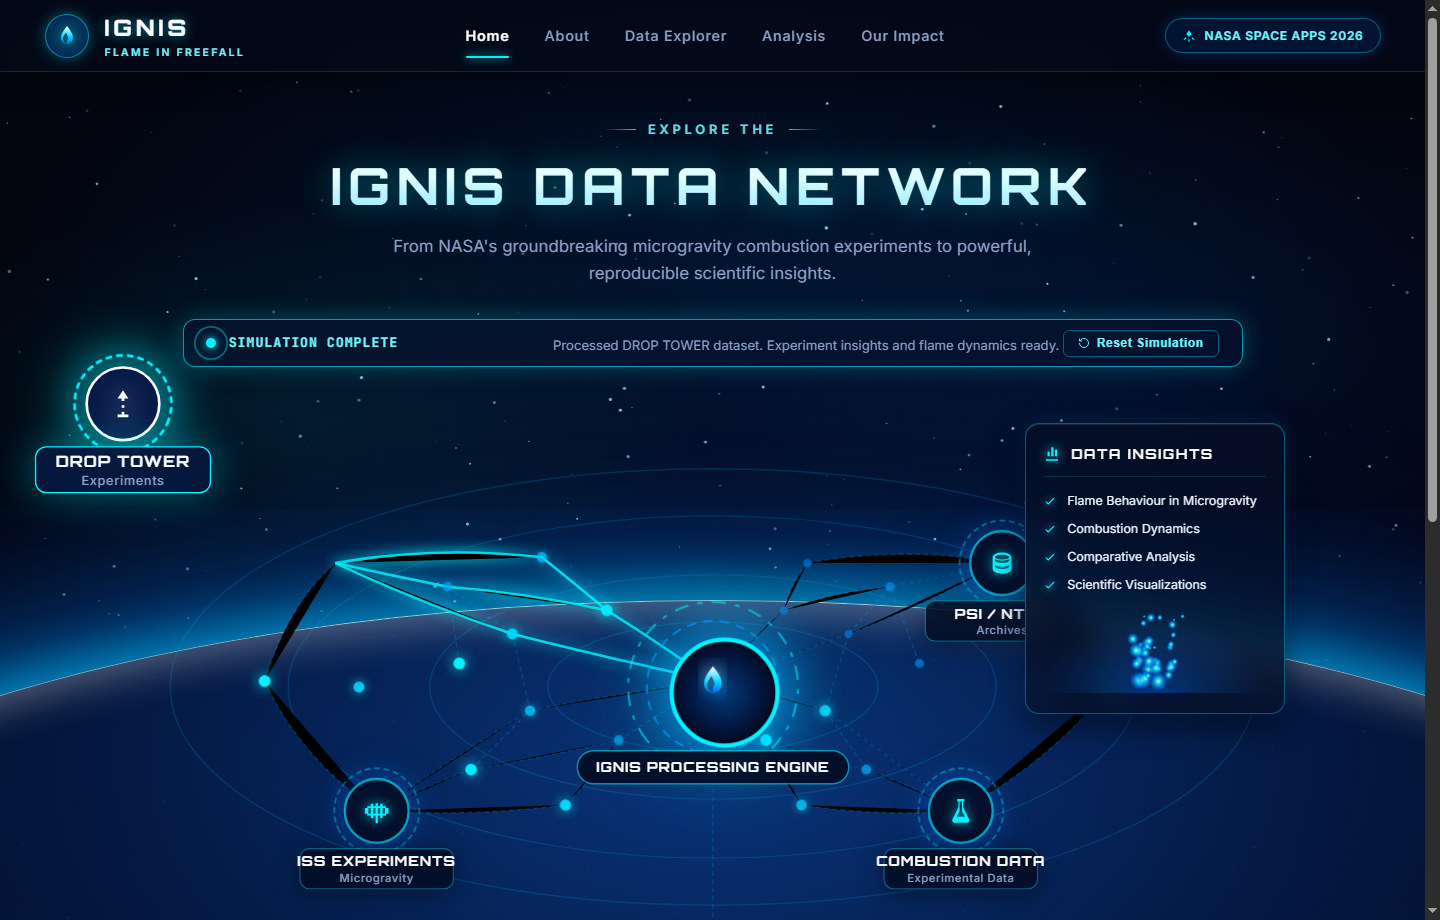 IGNIS
FLAME IN FREEFALL
Home
About
Data Explorer
Analysis
Our Impact
NASA SPACE APPS 2026
EXPLORE THE
IGNIS DATA NETWORK
From NASA's groundbreaking microgravity combustion experiments to powerful,
reproducible scientific insights.
SIMULATION COMPLETE
Processed DROP TOWER dataset. Experiment insights and flame dynamics ready.
Reset Simulation
DROP TOWER
Experiments
DATA INSIGHTS
Flame Behaviour in Microgravity
Combustion Dynamics
Comparative Analysis
Scientific Visualizations
PSI / NT
Archives
IGNIS PROCESSING ENGINE
ISS EXPERIMENTS
Microgravity
COMBUSTION DATA
Experimental Data